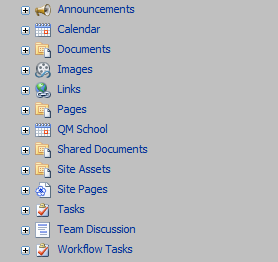 Announcements
Calendar
Documents
Images
Links
Pages
QM School
Shared Documents
Site Assets
Site Pages
Tasks
Team Discussion
Workflow Tasks